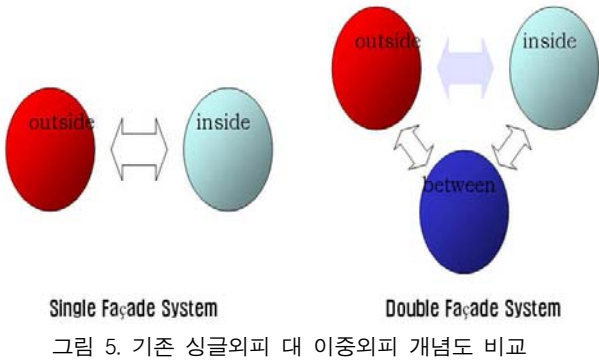 outside
inside
outside
inside
between
Single Façade System
Double Façade System
그림 5. 기존 싱글외피 대 이중외피 개념도 비교